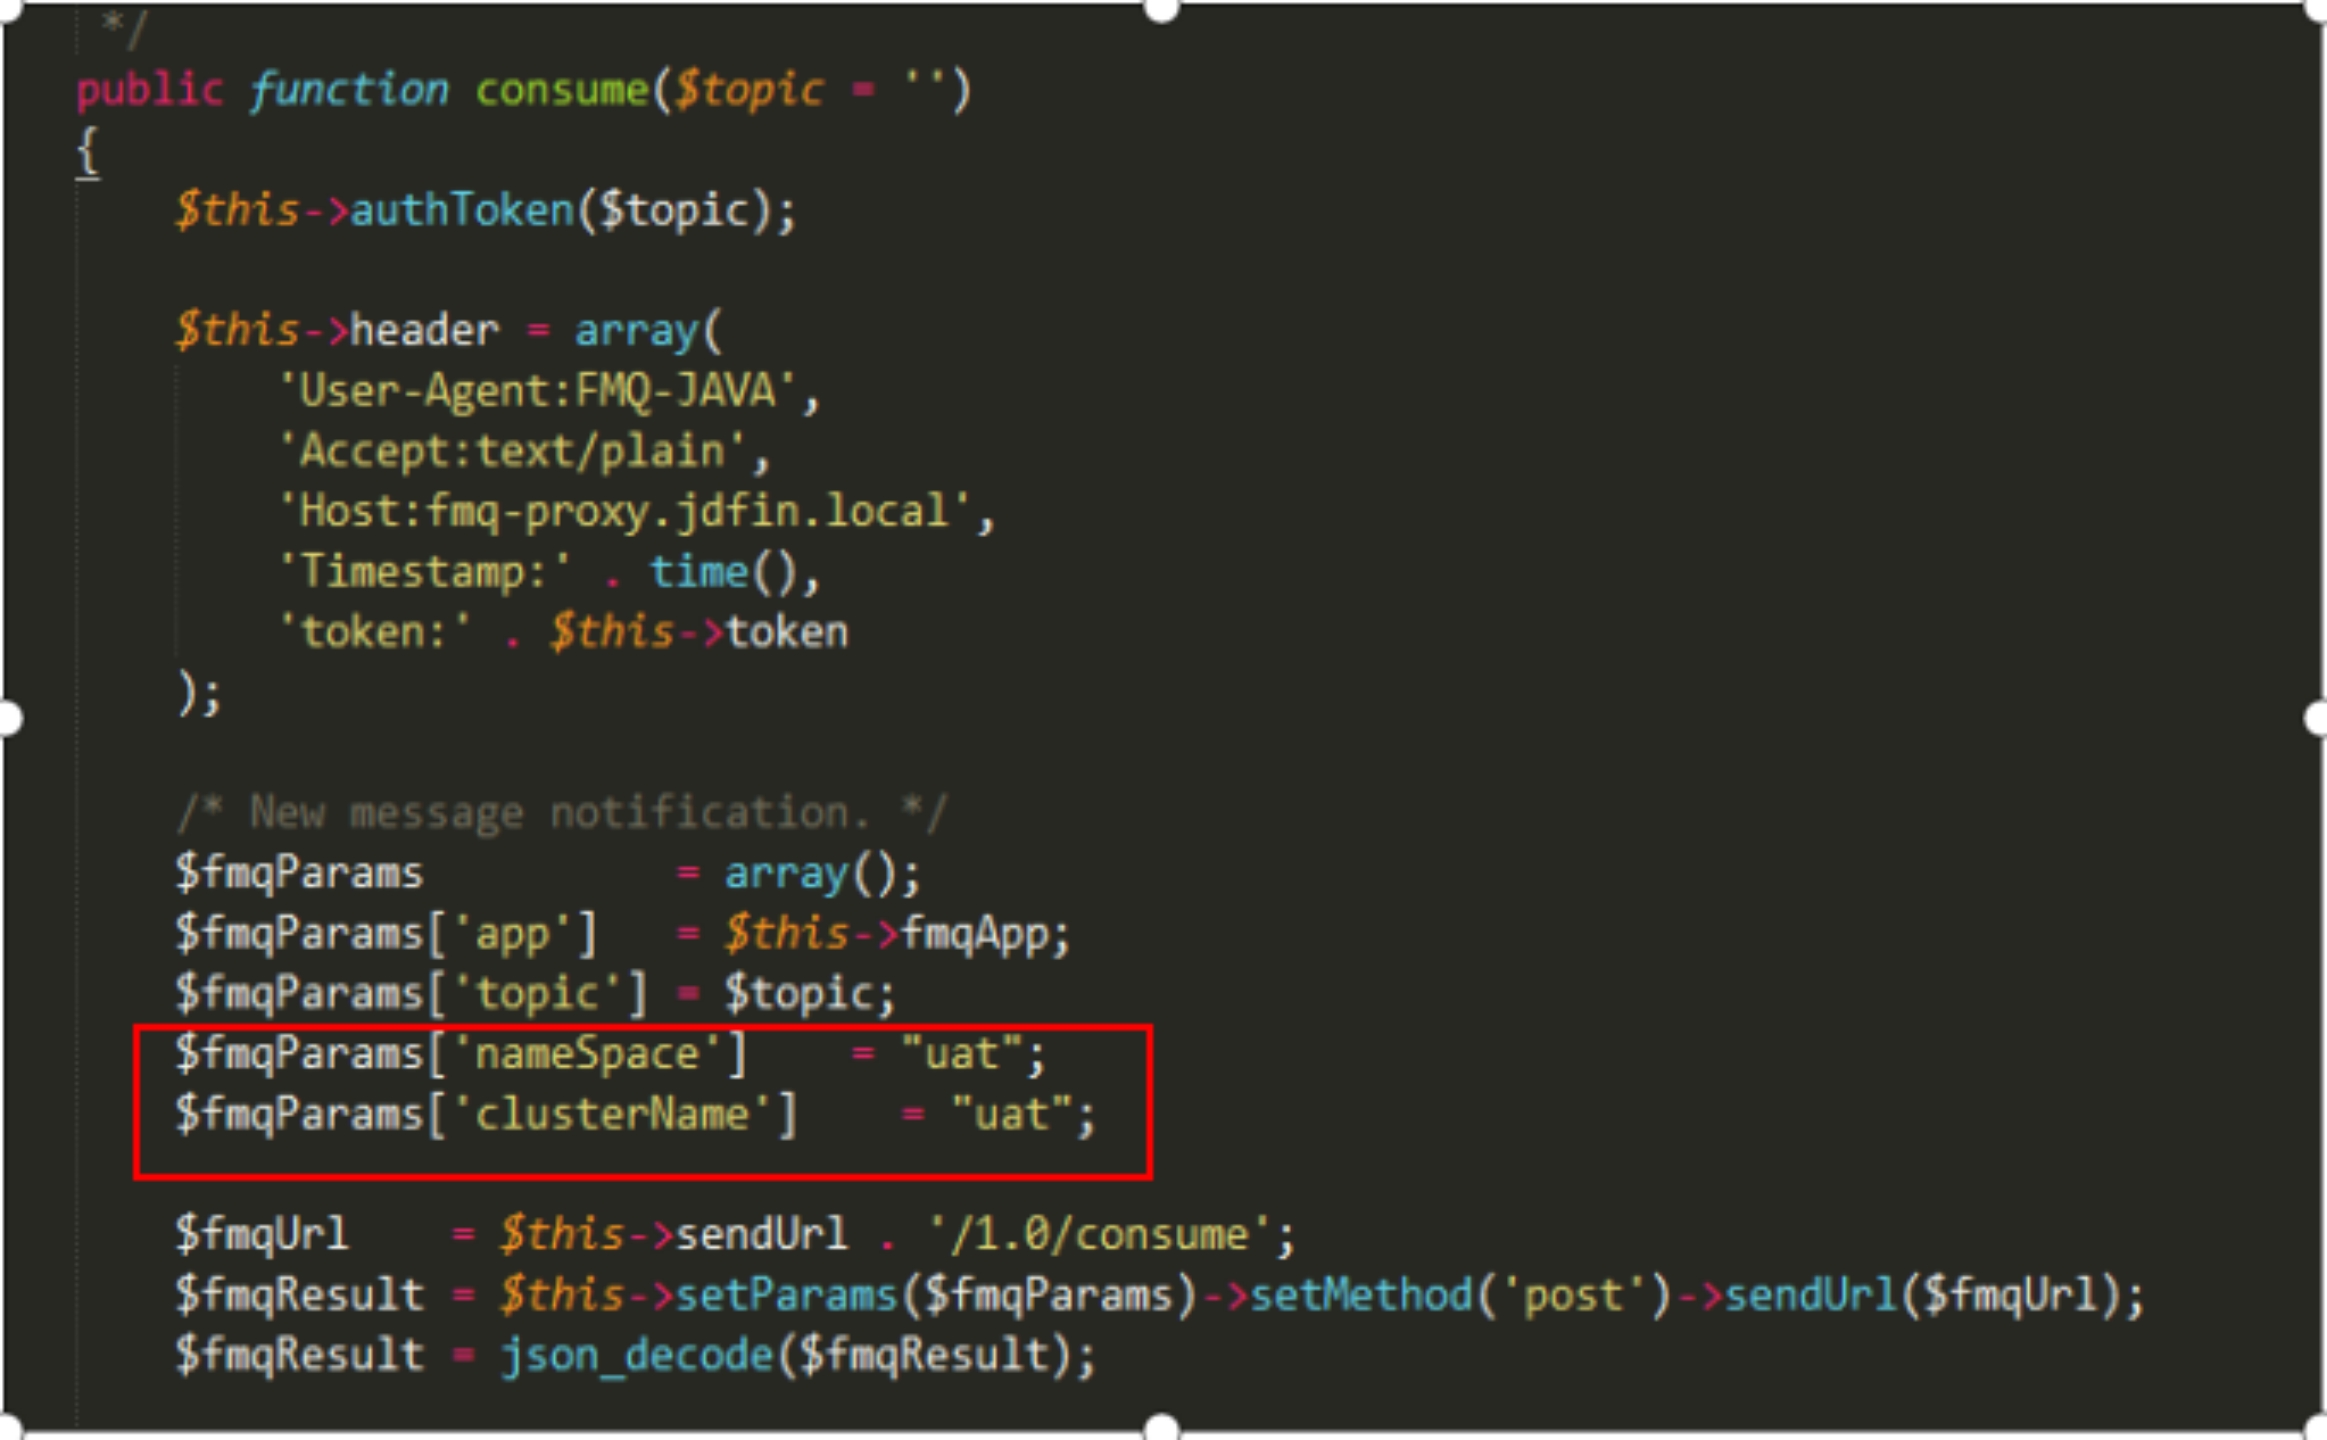 */
public function consume($topic = '')
{
$this->authToken($topic);
$this->header = array(
'User-Agent:FMQ-JAVA',
'Accept:text/plain',
'Host:fmq-proxy.jdfin.local',
'Timestamp:' . time(),
'token:' . $this->token
);
/* New message notification. */
$fmqParams = array();
$fmqParams['app'] = $this->fmqApp;
$fmqParams['topic'] = $topic;
$fmqParams['nameSpace'] = "uat";
$fmqParams['clusterName'] = "uat";
$fmqUrl = $this->sendUrl . '/1.0/consume';
$fmqResult = $this->setParams($fmqParams)->setMethod('post')->sendUrl($fmqUrl);
$fmqResult = json_decode($fmqResult);